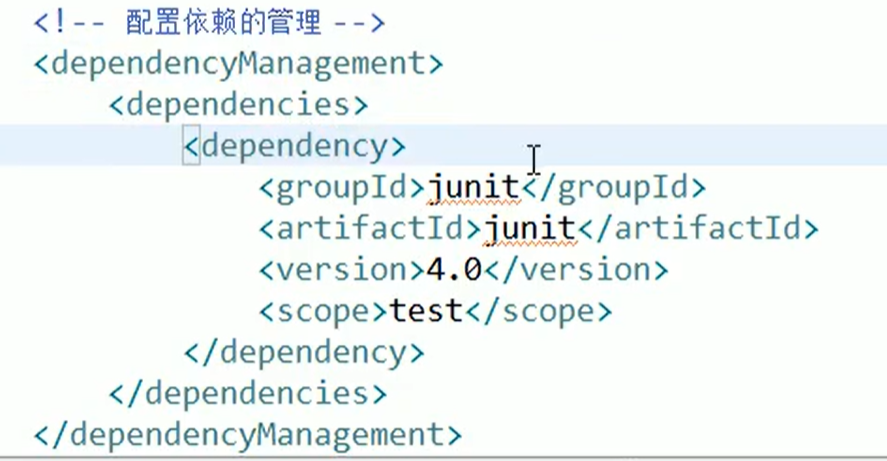 <!-- 配置依赖的管理 -->
<dependencyManagement>
<dependencies>
<dependency>
<groupId>junit</groupId>
<artifactId>junit</artifactId>
<version>4.0</version>
<scope>test</scope>
</dependency>
</dependencies>
</dependencyManagement>